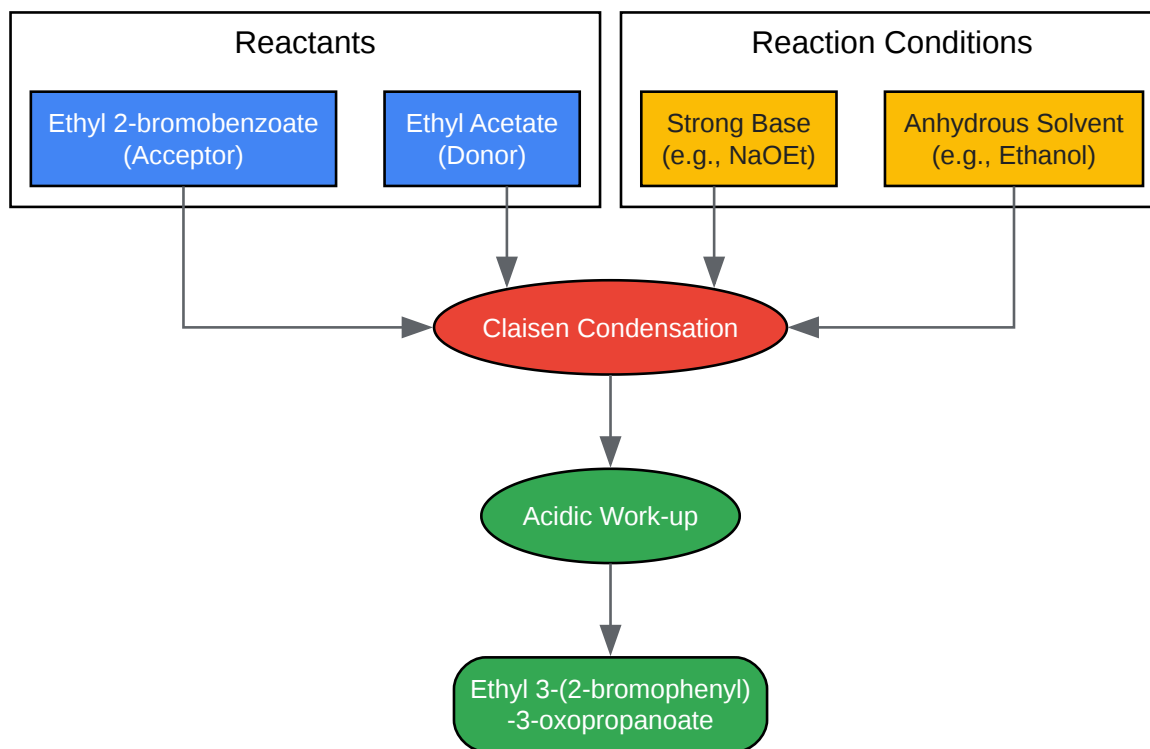 Reactants
Reaction Conditions
Ethyl 2-bromobenzoate
(Acceptor)
Ethyl Acetate
(Donor)
Strong Base
(e.g., NaOEt)
Anhydrous Solvent
(e.g., Ethanol)
Claisen Condensation
Acidic Work-up
Ethyl 3-(2-bromophenyl)
-3-oxopropanoate